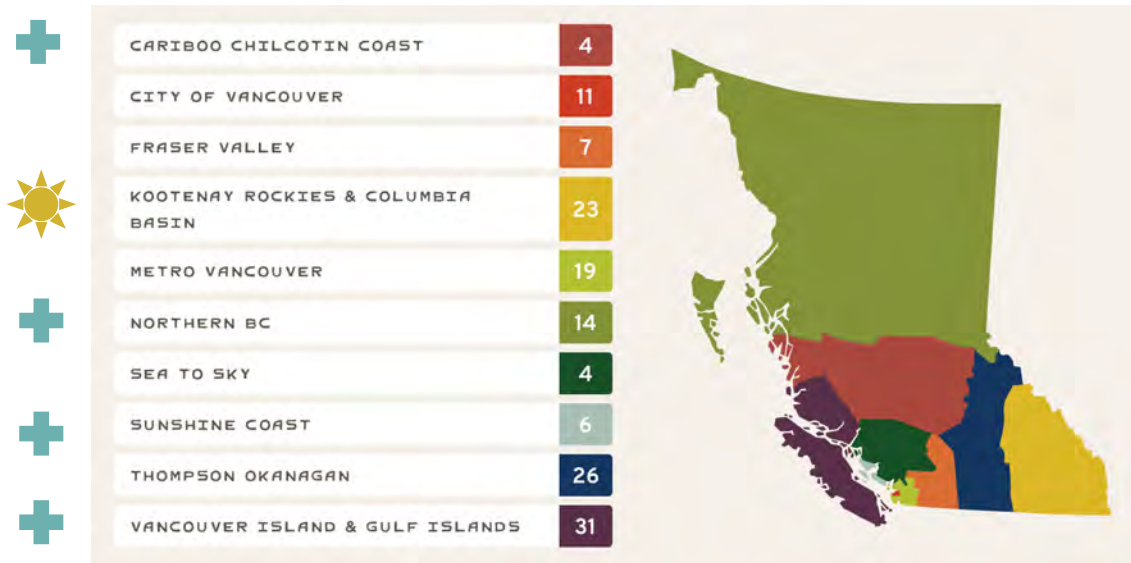 CARIBOO CHILCOTIN COAST 4
CITY OF VANCOUVER 11
FRASER VALLEY 7
KOOTENAY ROCKIES & COLUMBIA
BASIN 23
METRO VANCOUVER 19
NORTHERN BC 14
SEA TO SKY 4
SUNSHINE COAST 6
THOMPSON OKANAGAN 26
VANCOUVER ISLAND & GULF ISLANDS 31